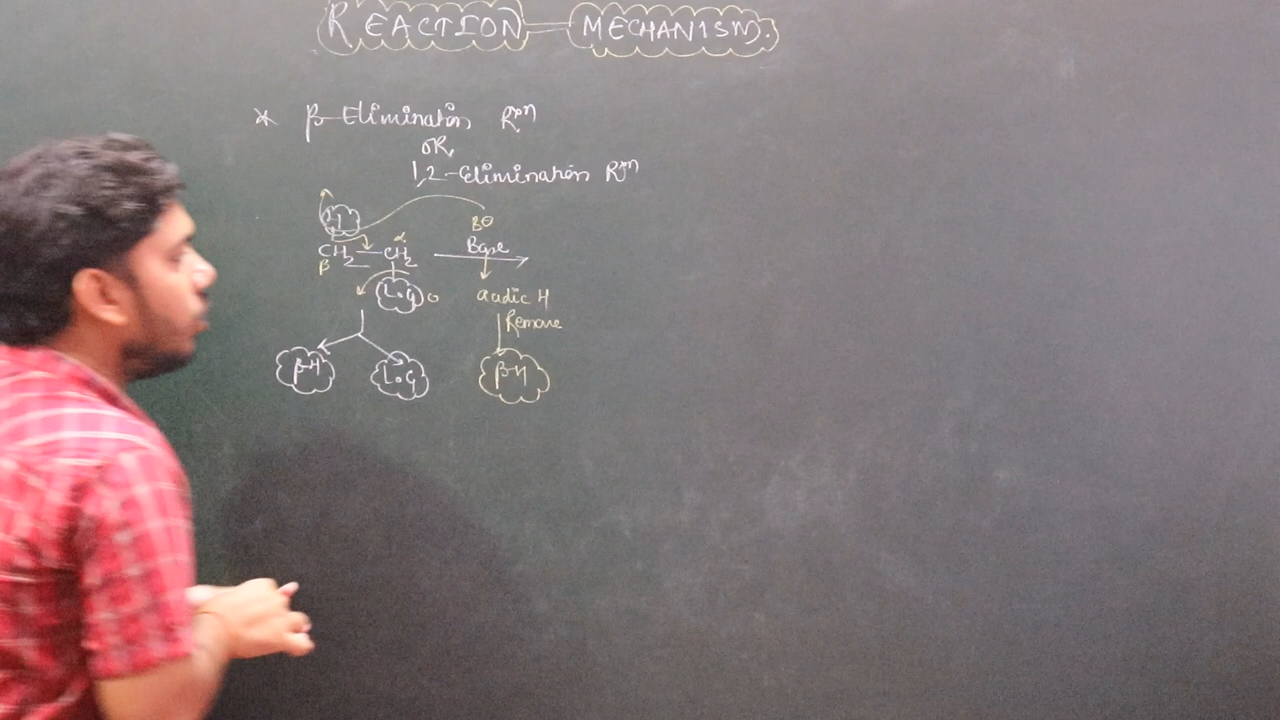 REACTION MECHANISM.
* β-Elimination Rxn
OR,
1,2-Elimination Rxn
H B⊖
CH2 — CH2 Base
β α
L.G acidic H
Remove
β-H L.G β-H